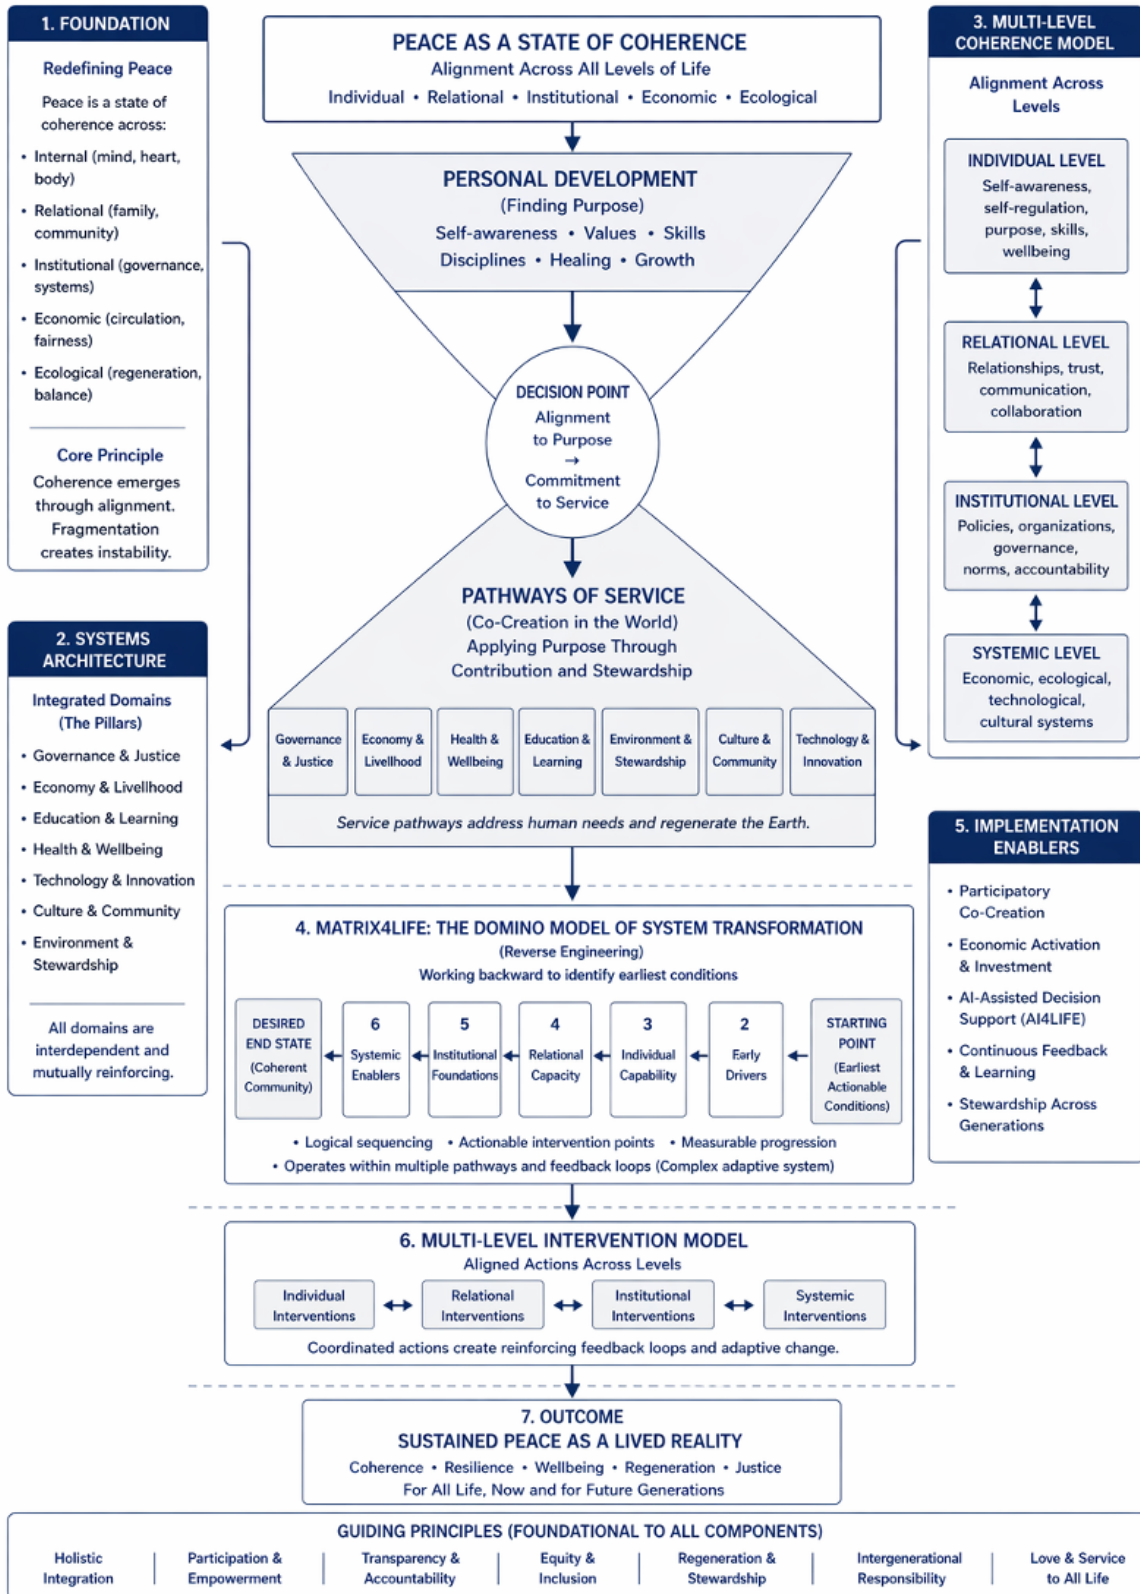 1. FOUNDATION
Redefining Peace
Peace is a state of
coherence across:
• Internal (mind, heart,
body)
• Relational (family,
community)
• Institutional (governance,
systems)
• Economic (circulation,
fairness)
• Ecological (regeneration,
balance)
Core Principle
Coherence emerges
through alignment.
Fragmentation
creates instability.
2. SYSTEMS
ARCHITECTURE
Integrated Domains
(The Pillars)
• Governance & Justice
• Economy & Livellhood
• Education & Learning
• Health & Wellbeing
• Technology & Innovation
• Culture & Community
• Environment &
Stewardship
All domains are
interdependent and
mutually reinforcing.
PEACE AS A STATE OF COHERENCE
Alignment Across All Levels of Life
Individual • Relational • Institutional • Economic • Ecological
PERSONAL DEVELOPMENT
(Finding Purpose)
Self-awareness • Values • Skills
Disciplines • Healing • Growth
DECISION POINT
Alignment
to Purpose
→
Commitment
to Service
PATHWAYS OF SERVICE
(Co-Creation in the World)
Applying Purpose Through
Contribution and Stewardship
Governance
& Justice
Economy &
Livellhood
Health &
Wellbeing
Education &
Learning
Environment &
Stewardship
Culture &
Community
Technology &
Innovation
Service pathways address human needs and regenerate the Earth.
3. MULTI-LEVEL
COHERENCE MODEL
Alignment Across
Levels
INDIVIDUAL LEVEL
Self-awareness,
self-regulation,
purpose, skills,
wellbeing
RELATIONAL LEVEL
Relationships, trust,
communication,
collaboration
INSTITUTIONAL LEVEL
Policies, organizations,
governance,
norms, accountability
SYSTEMIC LEVEL
Economic, ecological,
technological,
cultural systems
4. MATRIX4LIFE: THE DOMINO MODEL OF SYSTEM TRANSFORMATION
(Reverse Engineering)
Working backward to identify earliest conditions
DESIRED
END STATE
(Coherent
Community)
6
Systemic
Enablers
5
Institutional
Foundations
4
Relational
Capacity
3
Individual
Capability
2
Early
Drivers
STARTING
POINT
(Earliest
Actionable
Conditions)
• Logical sequencing • Actionable intervention points • Measurable progression
• Operates within multiple pathways and feedback loops (Complex adaptive system)
5. IMPLEMENTATION
ENABLERS
• Participatory
Co-Creation
• Economic Activation
& Investment
• AI-Assisted Decision
Support (AI4LIFE)
• Continuous Feedback
& Learning
• Stewardship Across
Generations
6. MULTI-LEVEL INTERVENTION MODEL
Aligned Actions Across Levels
Individual
Interventions
Relational
Interventions
Institutional
Interventions
Systemic
Interventions
Coordinated actions create reinforcing feedback loops and adaptive change.
7. OUTCOME
SUSTAINED PEACE AS A LIVED REALITY
Coherence • Resilience • Wellbeing • Regeneration • Justice
For All Life, Now and for Future Generations
GUIDING PRINCIPLES (FOUNDATIONAL TO ALL COMPONENTS)
Holistic
Integration
Participation &
Empowerment
Transparency &
Accountability
Equity &
Inclusion
Regeneration &
Stewardship
Intergenerational
Responsibility
Love & Service
to All Life